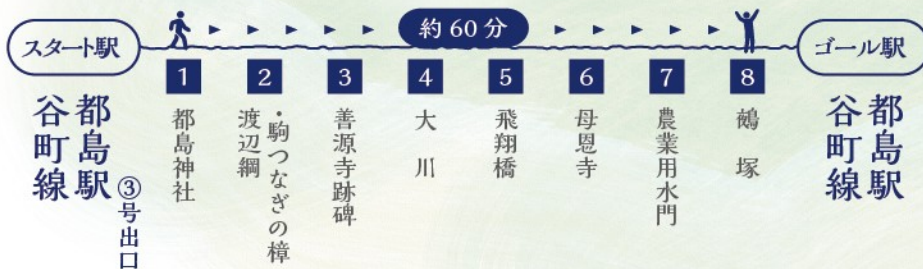 スタート駅
谷町線
都島駅
③号出口
約60分
1
都島神社
2
渡辺綱
・駒つなぎの樟
3
善源寺跡碑
4
大川
5
飛翔橋
6
母恩寺
7
農業用水門
8
鵺塚
ゴール駅
谷町線
都島駅